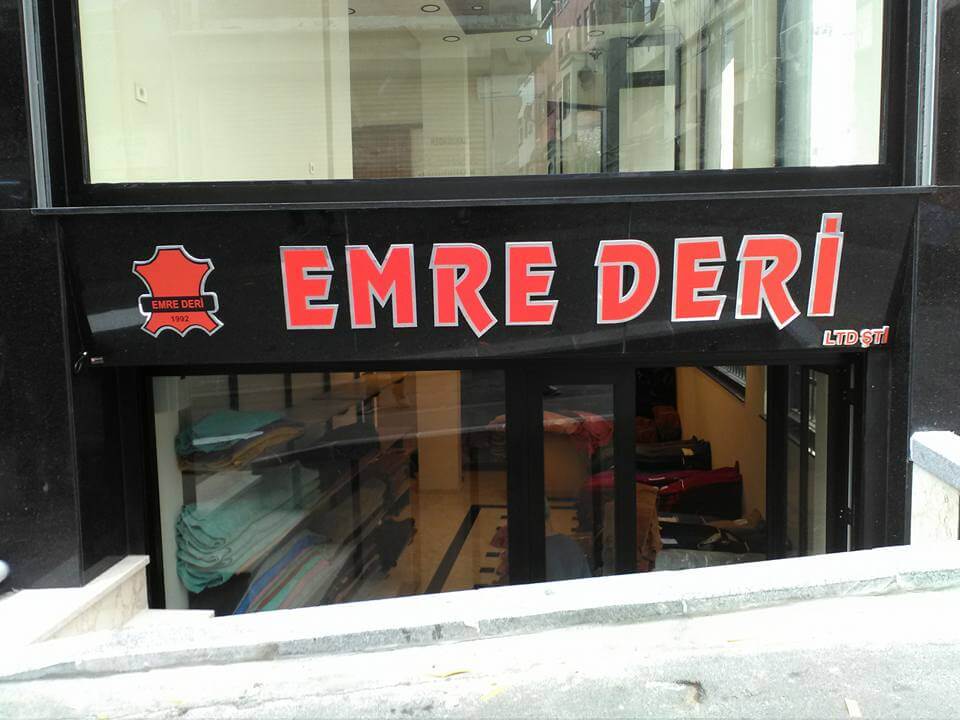 EMRE DERİ
1992
EMRE DERİ
LTD ŞTİ